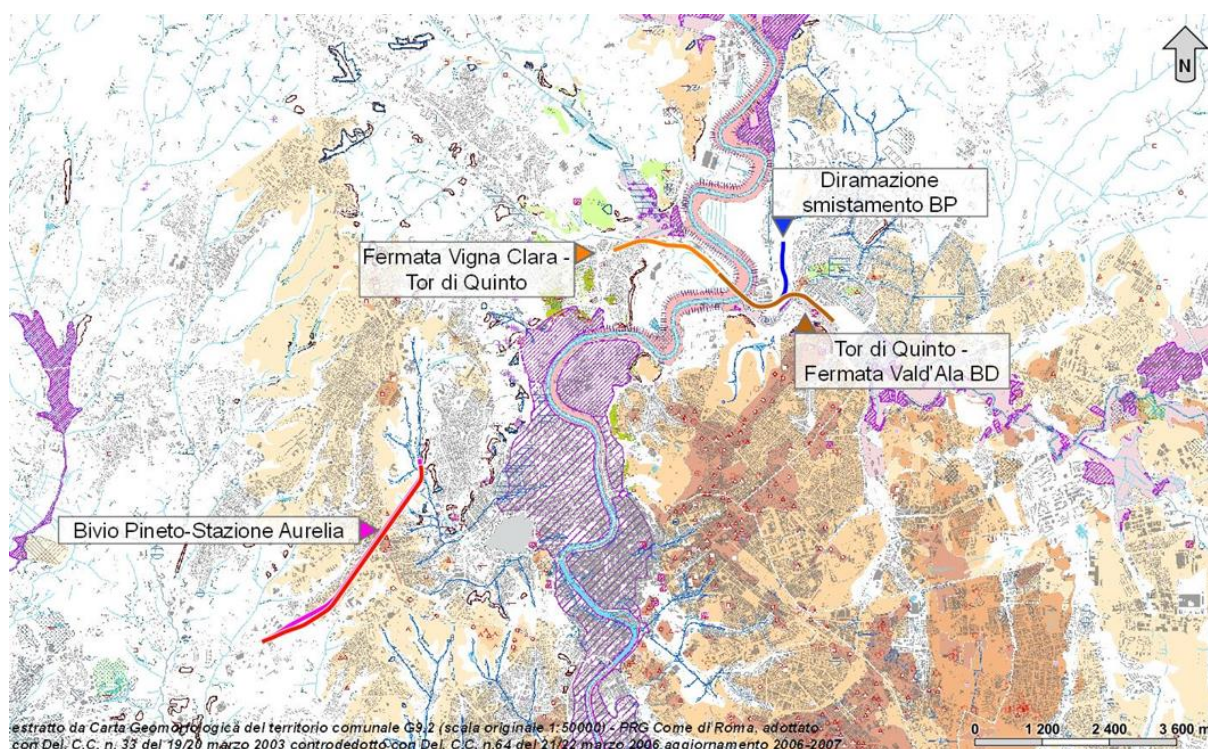 N
Diramazione
smistamento BP
Fermata Vigna Clara -
Tor di Quinto
Tor di Quinto -
Fermata Vald'Ala BD
Bivio Pineto-Stazione Aurelia
estratto da Carta Geomorfologica del territorio comunale G9.2 (scala originale 1:50000) - PRG Come di Roma, adottato
con Del. C.C. n. 33 del 19/20 marzo 2003 controdedotto con Del. C.C. n.64 del 21/22 marzo 2006 aggiornamento 2006-2007
0 1 200 2 400 3 600 m